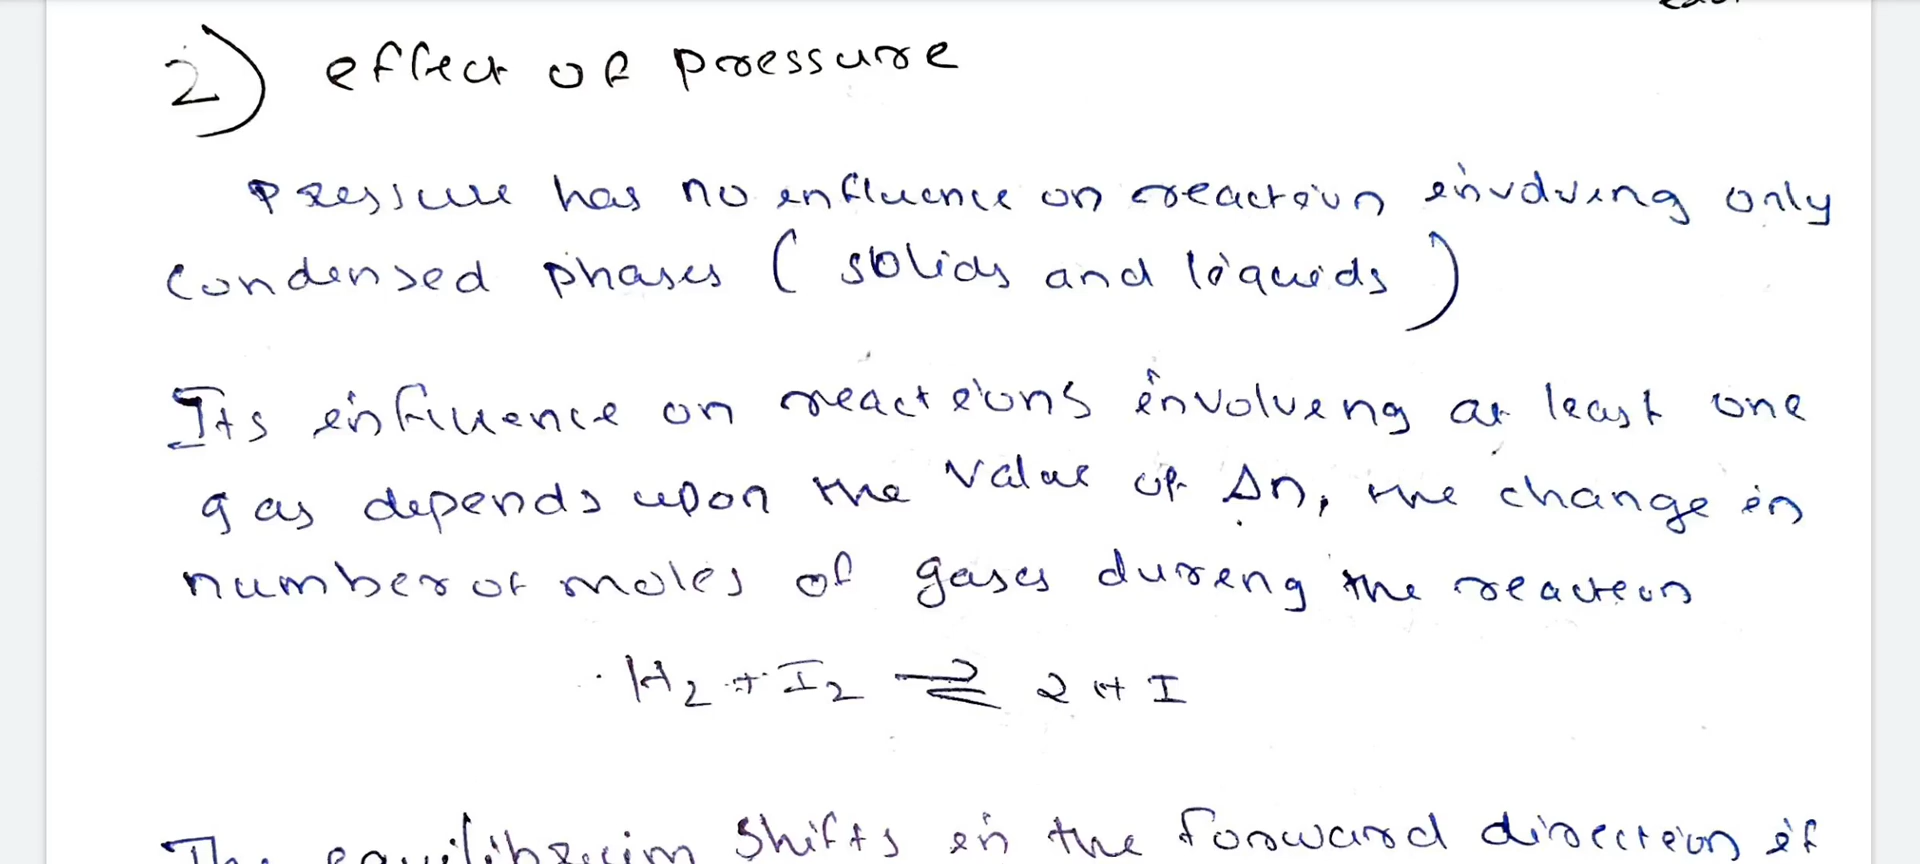 2) effect of pressure
Pressure has no influence on reaction involving only
condensed phases ( solids and liquids )
Its influence on reactions involving at least one
gas depends upon the value of Δn, the change in
number of moles of gases during the reaction
H₂ + I₂ ⇌ 2HI
The equilibrium shifts in the forward direction if